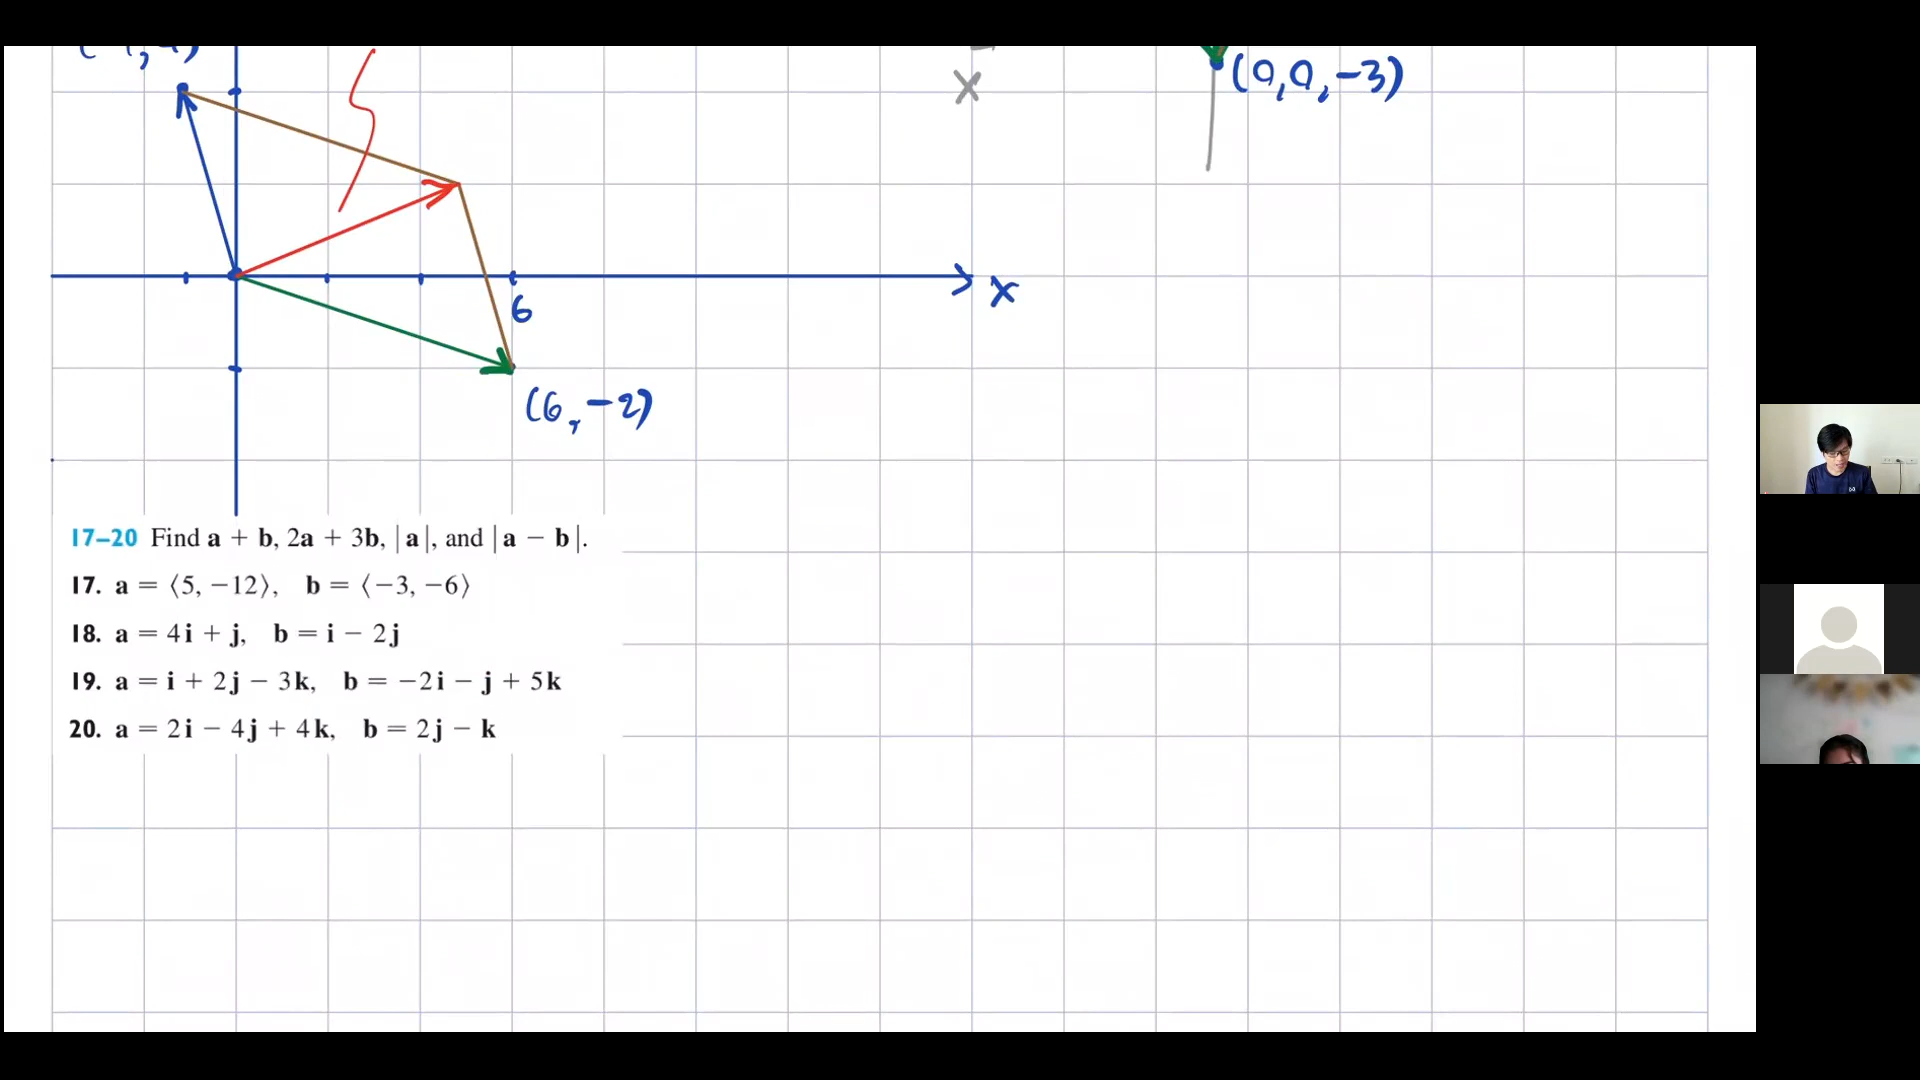 x
(0,0,-3)
x
6
(6,-2)
17–20 Find a + b, 2a + 3b, |a|, and |a − b|.
17. a = ⟨5, −12⟩, b = ⟨−3, −6⟩
18. a = 4i + j, b = i − 2j
19. a = i + 2j − 3k, b = −2i − j + 5k
20. a = 2i − 4j + 4k, b = 2j − k